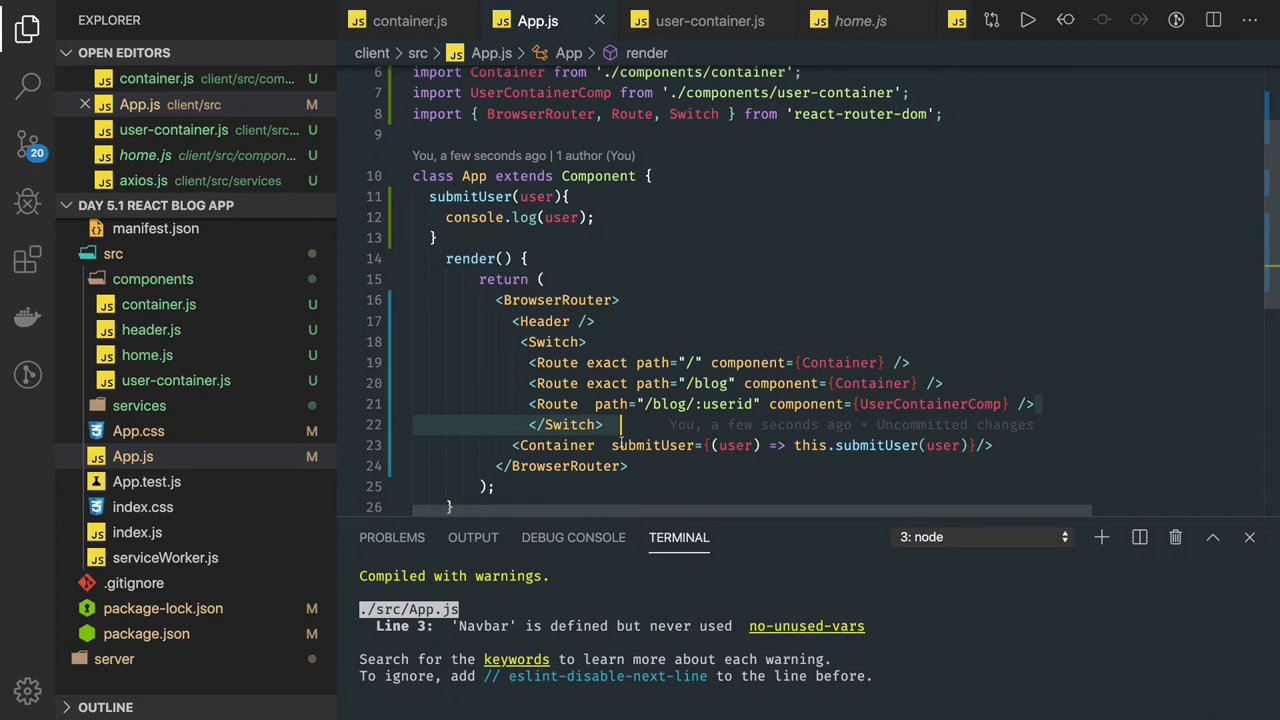 EXPLORER
OPEN EDITORS
container.js client/src/com... U
App.js client/src M
user-container.js client/src... U
home.js client/src/compon... U
axios.js client/src/services U
DAY 5.1 REACT BLOG APP
manifest.json
src
components
container.js U
header.js U
home.js U
user-container.js U
services
App.css M
App.js M
App.test.js U
index.css U
index.js U
serviceWorker.js U
.gitignore
package-lock.json M
package.json M
server
OUTLINE
20
container.js App.js user-container.js home.js
client src App.js App render
6 import Container from './components/container';
7 import UserContainerComp from './components/user-container';
8 import { BrowserRouter, Route, Switch } from 'react-router-dom';
9
You, a few seconds ago | 1 author (You)
10 class App extends Component {
11 submitUser(user){
12 console.log(user);
13 }
14 render() {
15 return (
16 <BrowserRouter>
17 <Header />
18 <Switch>
19 <Route exact path="/" component={Container} />
20 <Route exact path="/blog" component={Container} />
21 <Route  path="/blog/:userid" component={UserContainerComp} />
22 </Switch> You, a few seconds ago • Uncommitted changes
23 <Container  submitUser={(user) => this.submitUser(user)}/>
24 </BrowserRouter>
25 );
26 }
PROBLEMS OUTPUT DEBUG CONSOLE TERMINAL 3: node
Compiled with warnings.
./src/App.js
Line 3:  'Navbar' is defined but never used  no-unused-vars
Search for the keywords to learn more about each warning.
To ignore, add // eslint-disable-next-line to the line before.